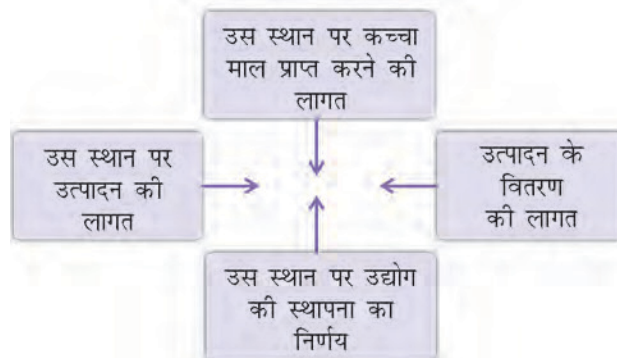 उस स्थान पर कच्चा
माल प्राप्त करने की
लागत
उस स्थान पर
उत्पादन की
लागत
उत्पादन के
वितरण
की लागत
उस स्थान पर उद्योग
की स्थापना का
निर्णय